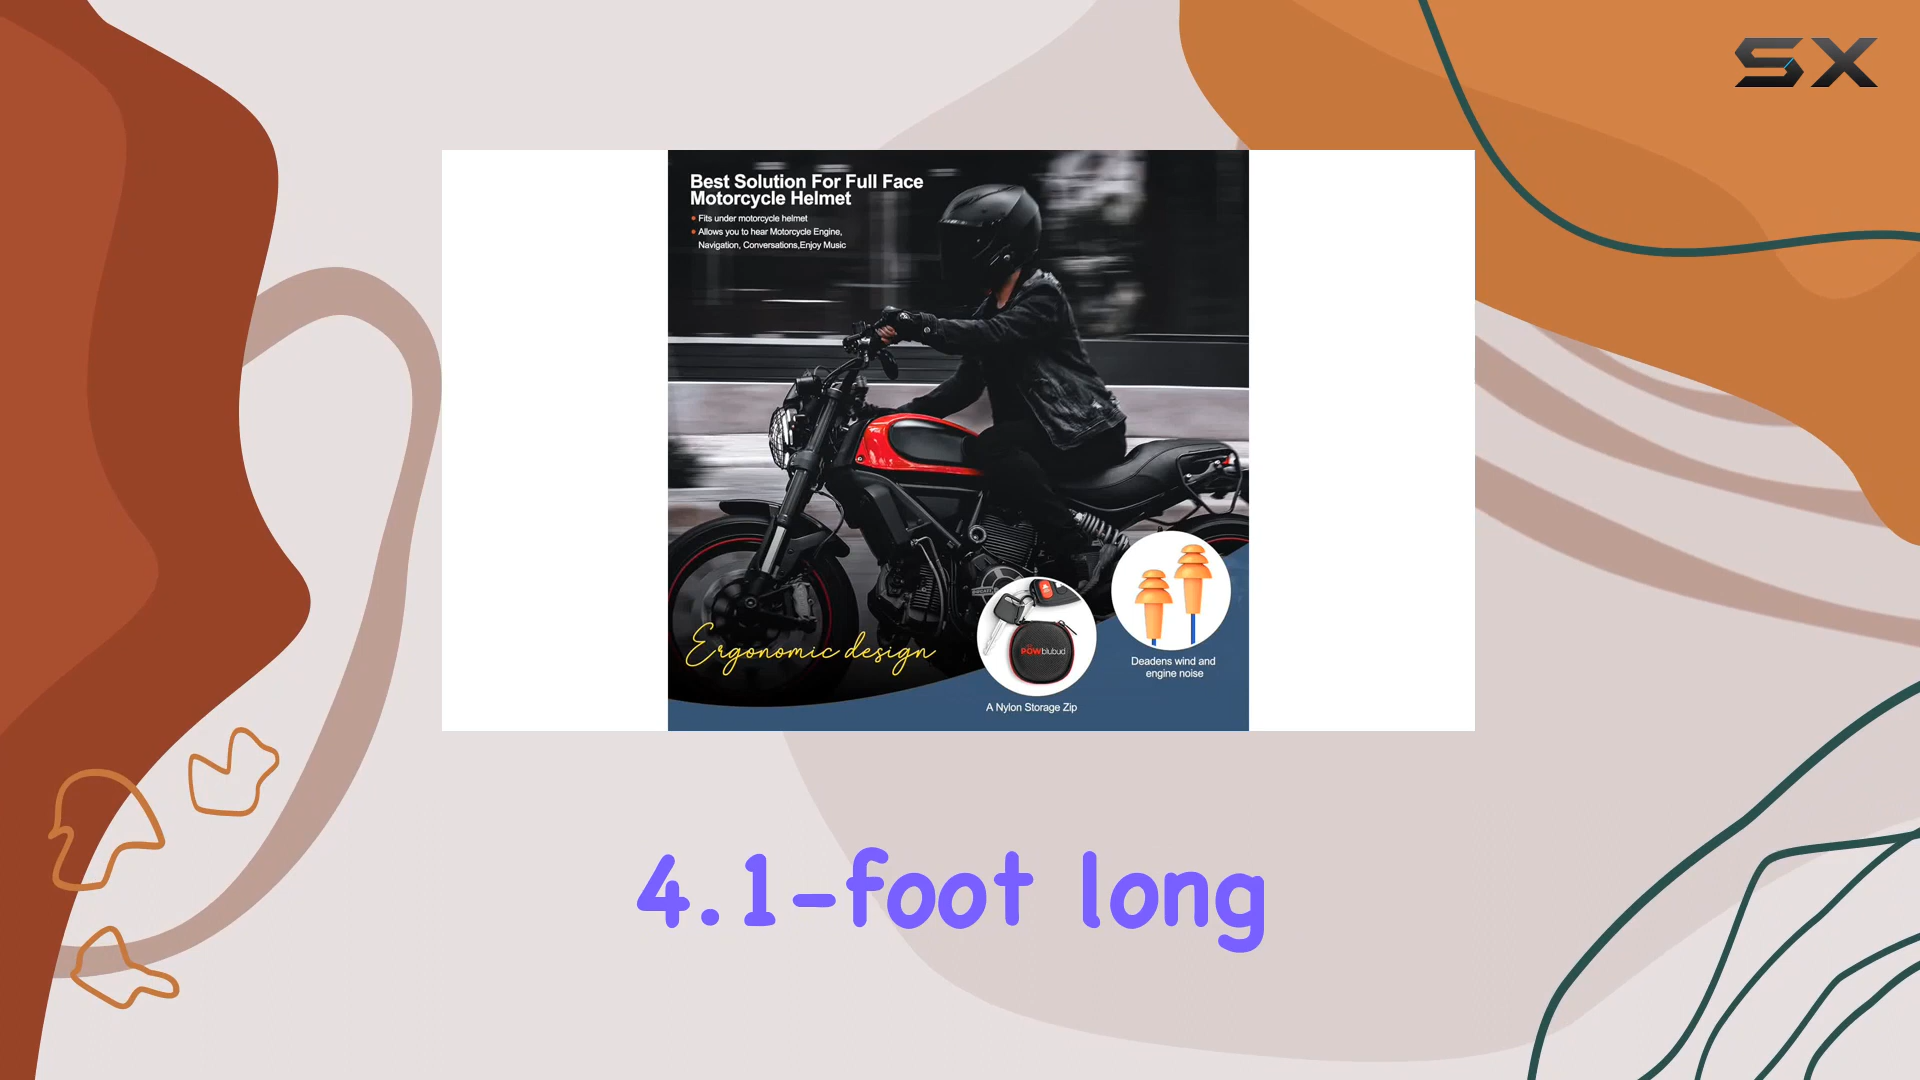 SX
Best Solution For Full Face
Motorcycle Helmet
Fits under motorcycle helmet
Allows you to hear Motorcycle Engine,
Navigation, Conversations,Enjoy Music
Ergonomic design
POWblubud
Deadens wind and
engine noise
A Nylon Storage Zip
4.1-foot long